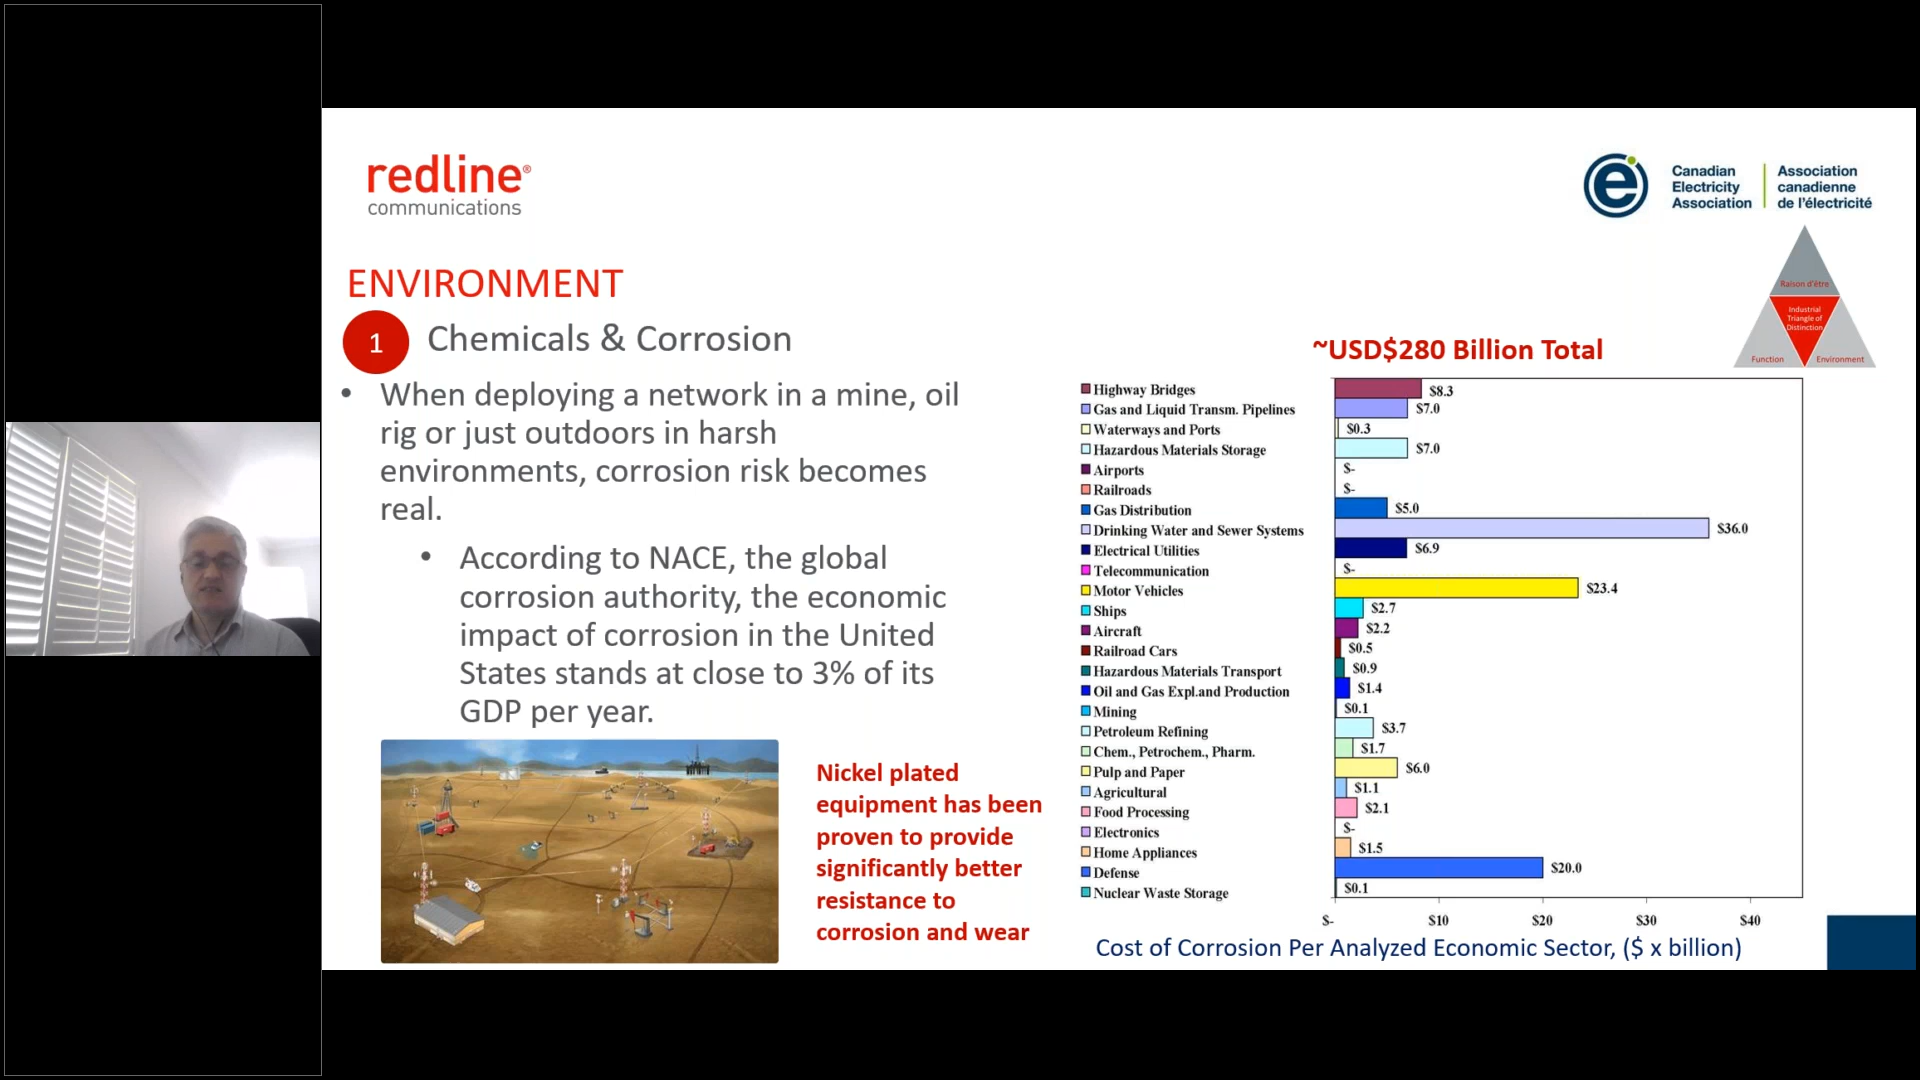 redline®
communications
Canadian
Electricity
Association
Association
canadienne
de l'électricité
Raison d'être
Industrial
Triangle of
Distinction
Function
Environment
ENVIRONMENT
1
Chemicals & Corrosion
• When deploying a network in a mine, oil
rig or just outdoors in harsh
environments, corrosion risk becomes
real.
• According to NACE, the global
corrosion authority, the economic
impact of corrosion in the United
States stands at close to 3% of its
GDP per year.
Nickel plated
equipment has been
proven to provide
significantly better
resistance to
corrosion and wear
~USD$280 Billion Total
Highway Bridges $8.3
Gas and Liquid Transm. Pipelines $7.0
Waterways and Ports $0.3
Hazardous Materials Storage $7.0
Airports $-
Railroads $-
Gas Distribution $5.0
Drinking Water and Sewer Systems $36.0
Electrical Utilities $6.9
Telecommunication $-
Motor Vehicles $23.4
Ships $2.7
Aircraft $2.2
Railroad Cars $0.5
Hazardous Materials Transport $0.9
Oil and Gas Expl.and Production $1.4
Mining $0.1
Petroleum Refining $3.7
Chem., Petrochem., Pharm. $1.7
Pulp and Paper $6.0
Agricultural $1.1
Food Processing $2.1
Electronics $-
Home Appliances $1.5
Defense $20.0
Nuclear Waste Storage $0.1
$- $10 $20 $30 $40
Cost of Corrosion Per Analyzed Economic Sector, ($ x billion)